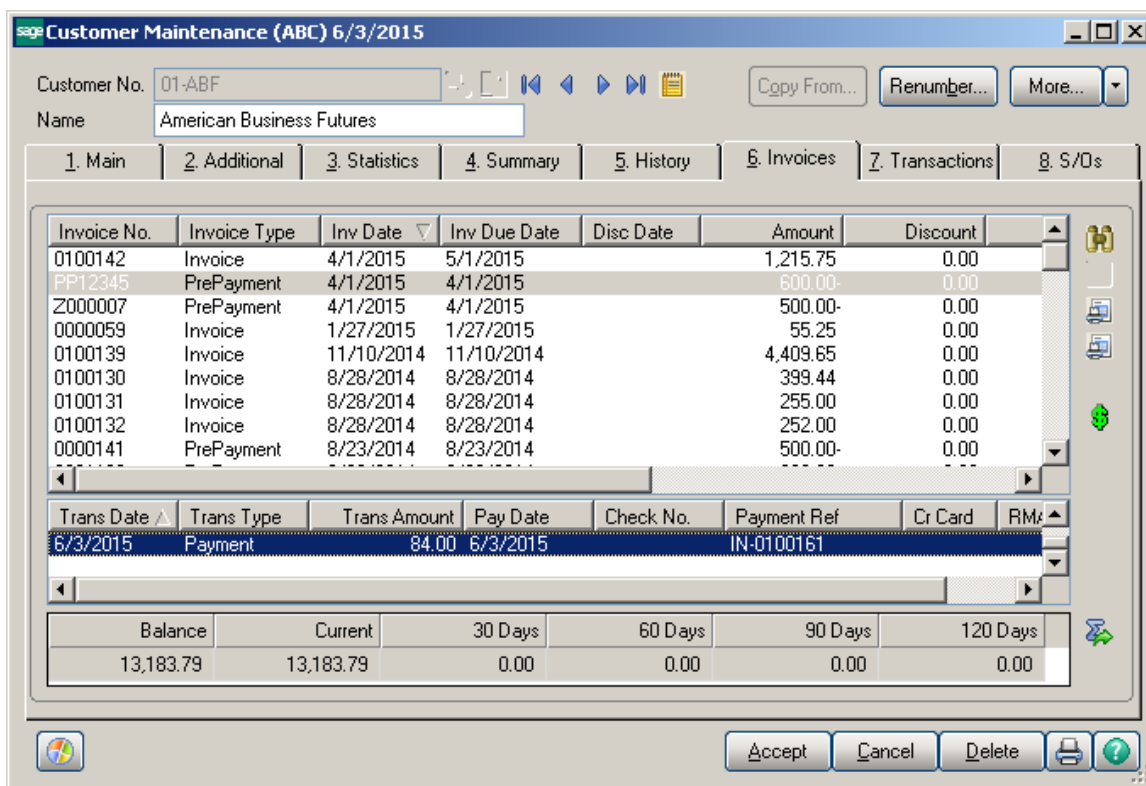 sage Customer Maintenance (ABC) 6/3/2015
Customer No. 01-ABF Copy From... Renumber... More...
Name American Business Futures
1. Main 2. Additional 3. Statistics 4. Summary 5. History 6. Invoices 7. Transactions 8. S/Os
Invoice No. Invoice Type Inv Date Inv Due Date Disc Date Amount Discount
0100142 Invoice 4/1/2015 5/1/2015 1,215.75 0.00
PP12345 PrePayment 4/1/2015 4/1/2015 600.00- 0.00
Z000007 PrePayment 4/1/2015 4/1/2015 500.00- 0.00
0000059 Invoice 1/27/2015 1/27/2015 55.25 0.00
0100139 Invoice 11/10/2014 11/10/2014 4,409.65 0.00
0100130 Invoice 8/28/2014 8/28/2014 399.44 0.00
0100131 Invoice 8/28/2014 8/28/2014 255.00 0.00
0100132 Invoice 8/28/2014 8/28/2014 252.00 0.00
0000141 PrePayment 8/23/2014 8/23/2014 500.00- 0.00
Trans Date Trans Type Trans Amount Pay Date Check No. Payment Ref Cr Card
6/3/2015 Payment 84.00 6/3/2015 IN-0100161
Balance Current 30 Days 60 Days 90 Days 120 Days
13,183.79 13,183.79 0.00 0.00 0.00 0.00
Accept Cancel Delete